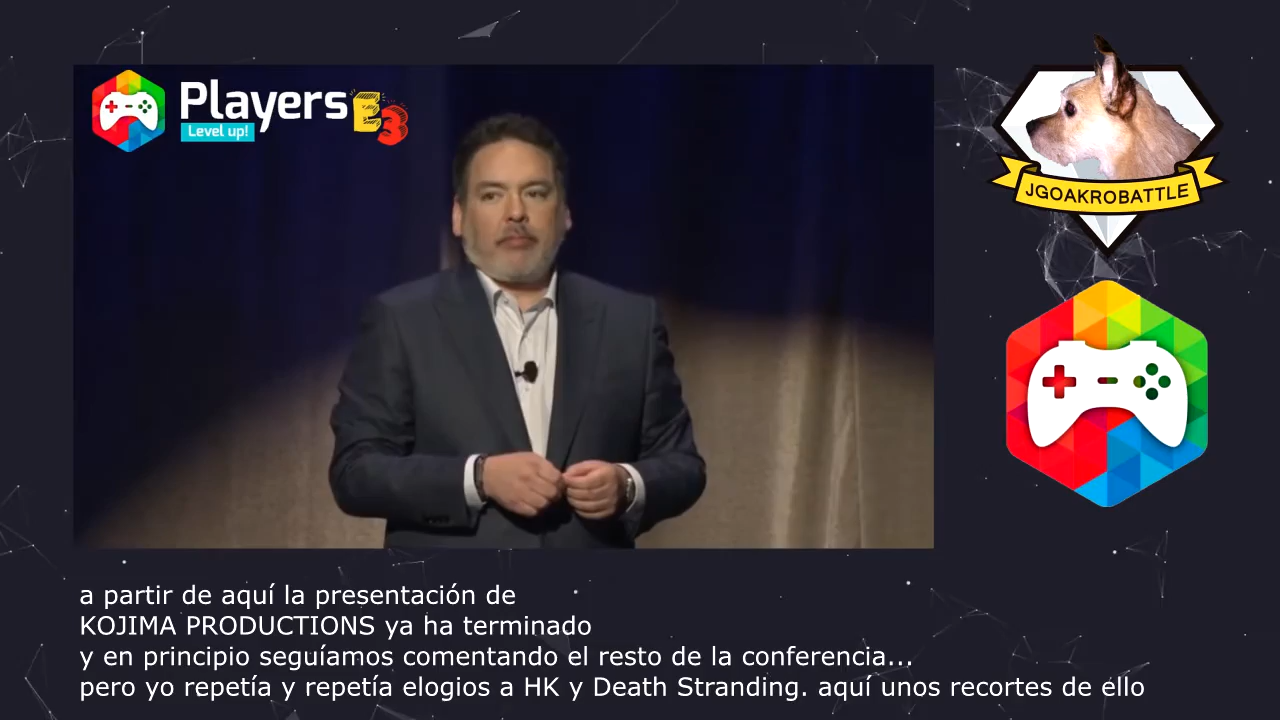 Players E3
Level up!
JGOAKROBATTLE
a partir de aquí la presentación de
KOJIMA PRODUCTIONS ya ha terminado
y en principio seguíamos comentando el resto de la conferencia...
pero yo repetía y repetía elogios a HK y Death Stranding. aquí unos recortes de ello